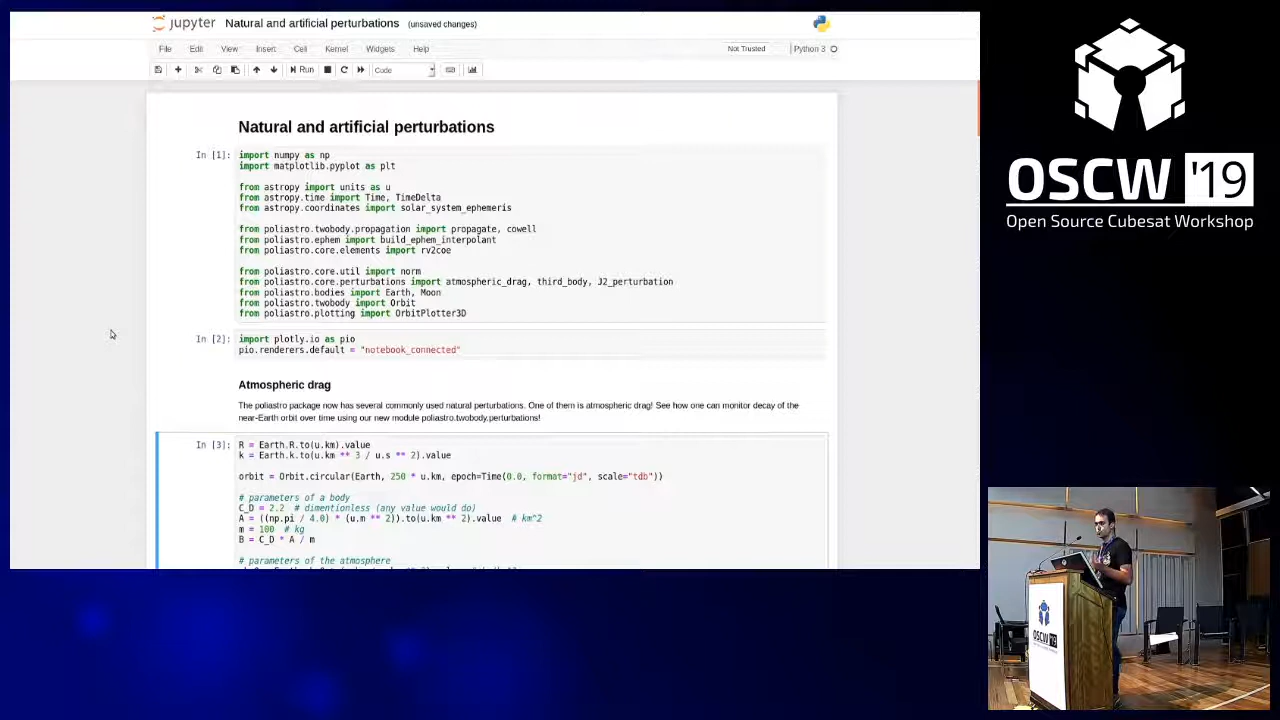 jupyter Natural and artificial perturbations (unsaved changes)
File Edit View Insert Cell Kernel Widgets Help Not Trusted Python 3
Run Code
Natural and artificial perturbations
In [1]: import numpy as np
import matplotlib.pyplot as plt
from astropy import units as u
from astropy.time import Time, TimeDelta
from astropy.coordinates import solar_system_ephemeris
from poliastro.twobody.propagation import propagate, cowell
from poliastro.ephem import build_ephem_interpolant
from poliastro.core.elements import rv2coe
from poliastro.core.util import norm
from poliastro.core.perturbations import atmospheric_drag, third_body, J2_perturbation
from poliastro.bodies import Earth, Moon
from poliastro.twobody import Orbit
from poliastro.plotting import OrbitPlotter3D
In [2]: import plotly.io as pio
pio.renderers.default = "notebook_connected"
Atmospheric drag
The poliastro package now has several commonly used natural perturbations. One of them is atmospheric drag! See how one can monitor decay of the
near-Earth orbit over time using our new module poliastro.twobody.perturbations!
In [3]: R = Earth.R.to(u.km).value
k = Earth.k.to(u.km ** 3 / u.s ** 2).value
orbit = Orbit.circular(Earth, 250 * u.km, epoch=Time(0.0, format="jd", scale="tdb"))
# parameters of a body
C_D = 2.2 # dimentionless (any value would do)
A = ((np.pi / 4.0) * (u.m ** 2)).to(u.km ** 2).value # km^2
m = 100 # kg
B = C_D * A / m
# parameters of the atmosphere
OSCW '19
Open Source Cubesat Workshop
OSCW '19